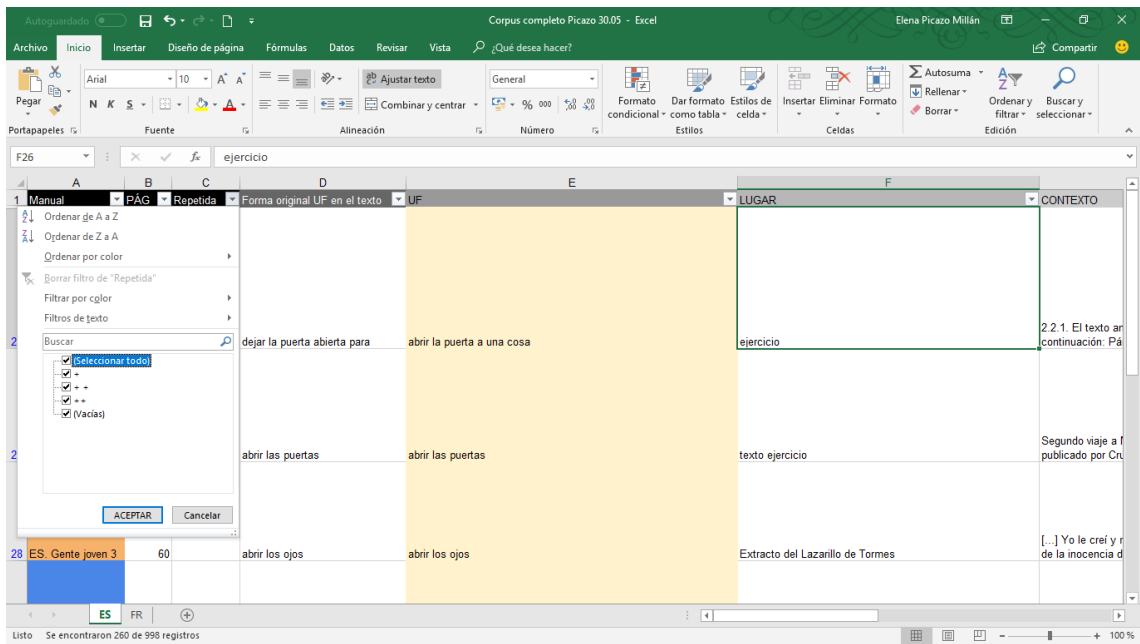 Autoguardado
Corpus completo Picazo 30.05 - Excel
Elena Picazo Millán
Archivo Inicio Insertar Diseño de página Fórmulas Datos Revisar Vista ¿Qué desea hacer? Compartir
Pegar
Arial 10
Ajustar texto
General
N K S
Combinar y centrar
% 000
Formato condicional
Dar formato como tabla
Estilos de celda
Insertar Eliminar Formato
Autosuma
Rellenar
Borrar
Ordenar y filtrar
Buscar y seleccionar
Portapapeles Fuente Alineación Número Estilos Celdas Edición
F26 fx ejercicio
A B C D E F
1 Manual PÁG Repetida Forma original UF en el texto UF LUGAR CONTEXTO
Ordenar de A a Z
Ordenar de Z a A
Ordenar por color
Borrar filtro de "Repetida"
Filtrar por color
Filtros de texto
Buscar
(Seleccionar todo)
+
+ +
++
(Vacías)
ACEPTAR Cancelar
2.2.1. El texto an
2 dejar la puerta abierta para abrir la puerta a una cosa ejercicio continuación: Pá
Segundo viaje a
2 abrir las puertas abrir las puertas texto ejercicio publicado por Cru
[...] Yo le creí y
28 ES. Gente joven 3 60 abrir los ojos abrir los ojos Extracto del Lazarillo de Tormes de la inocencia d
ES FR
Listo Se encontraron 260 de 998 registros 100 %